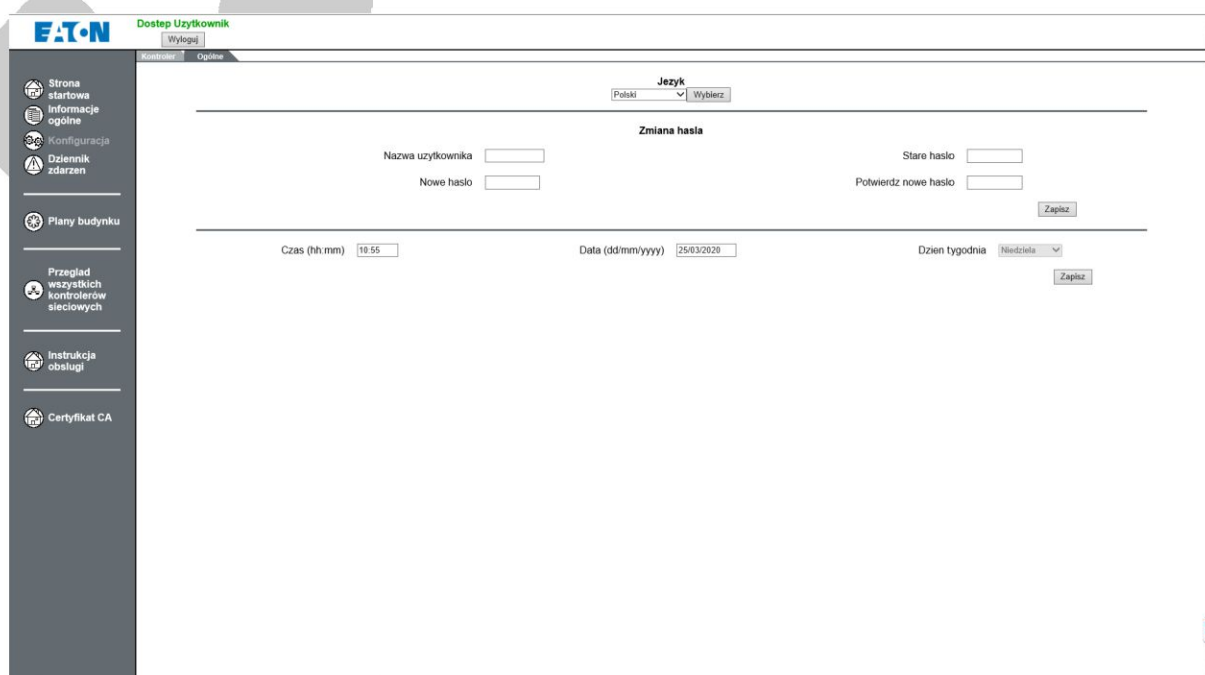 EATON
Dostep Uzytkownik
Wyloguj
Kontroler Ogólne
Strona
startowa
Informacje
ogólne
Konfiguracja
Dziennik
zdarzen
Plany budynku
Przeglad
wszystkich
kontrolerów
sieciowych
Instrukcja
obslugi
Certyfikat CA
Jezyk
Polski Wybierz
Zmiana hasla
Nazwa uzytkownika Stare haslo
Nowe haslo Potwierdz nowe haslo
Zapisz
Czas (hh:mm) 10:55 Data (dd/mm/yyyy) 25/03/2020 Dzien tygodnia Niedziela
Zapisz